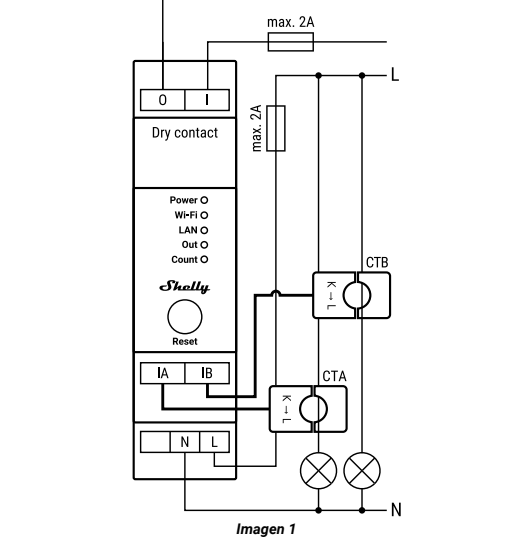 max. 2A
L
O I
max. 2A
Dry contact
Power
Wi-Fi
LAN
Out
Count
Shelly
Reset
CTB
K → L
IA IB
CTA
K → L
N L
N
Imagen 1